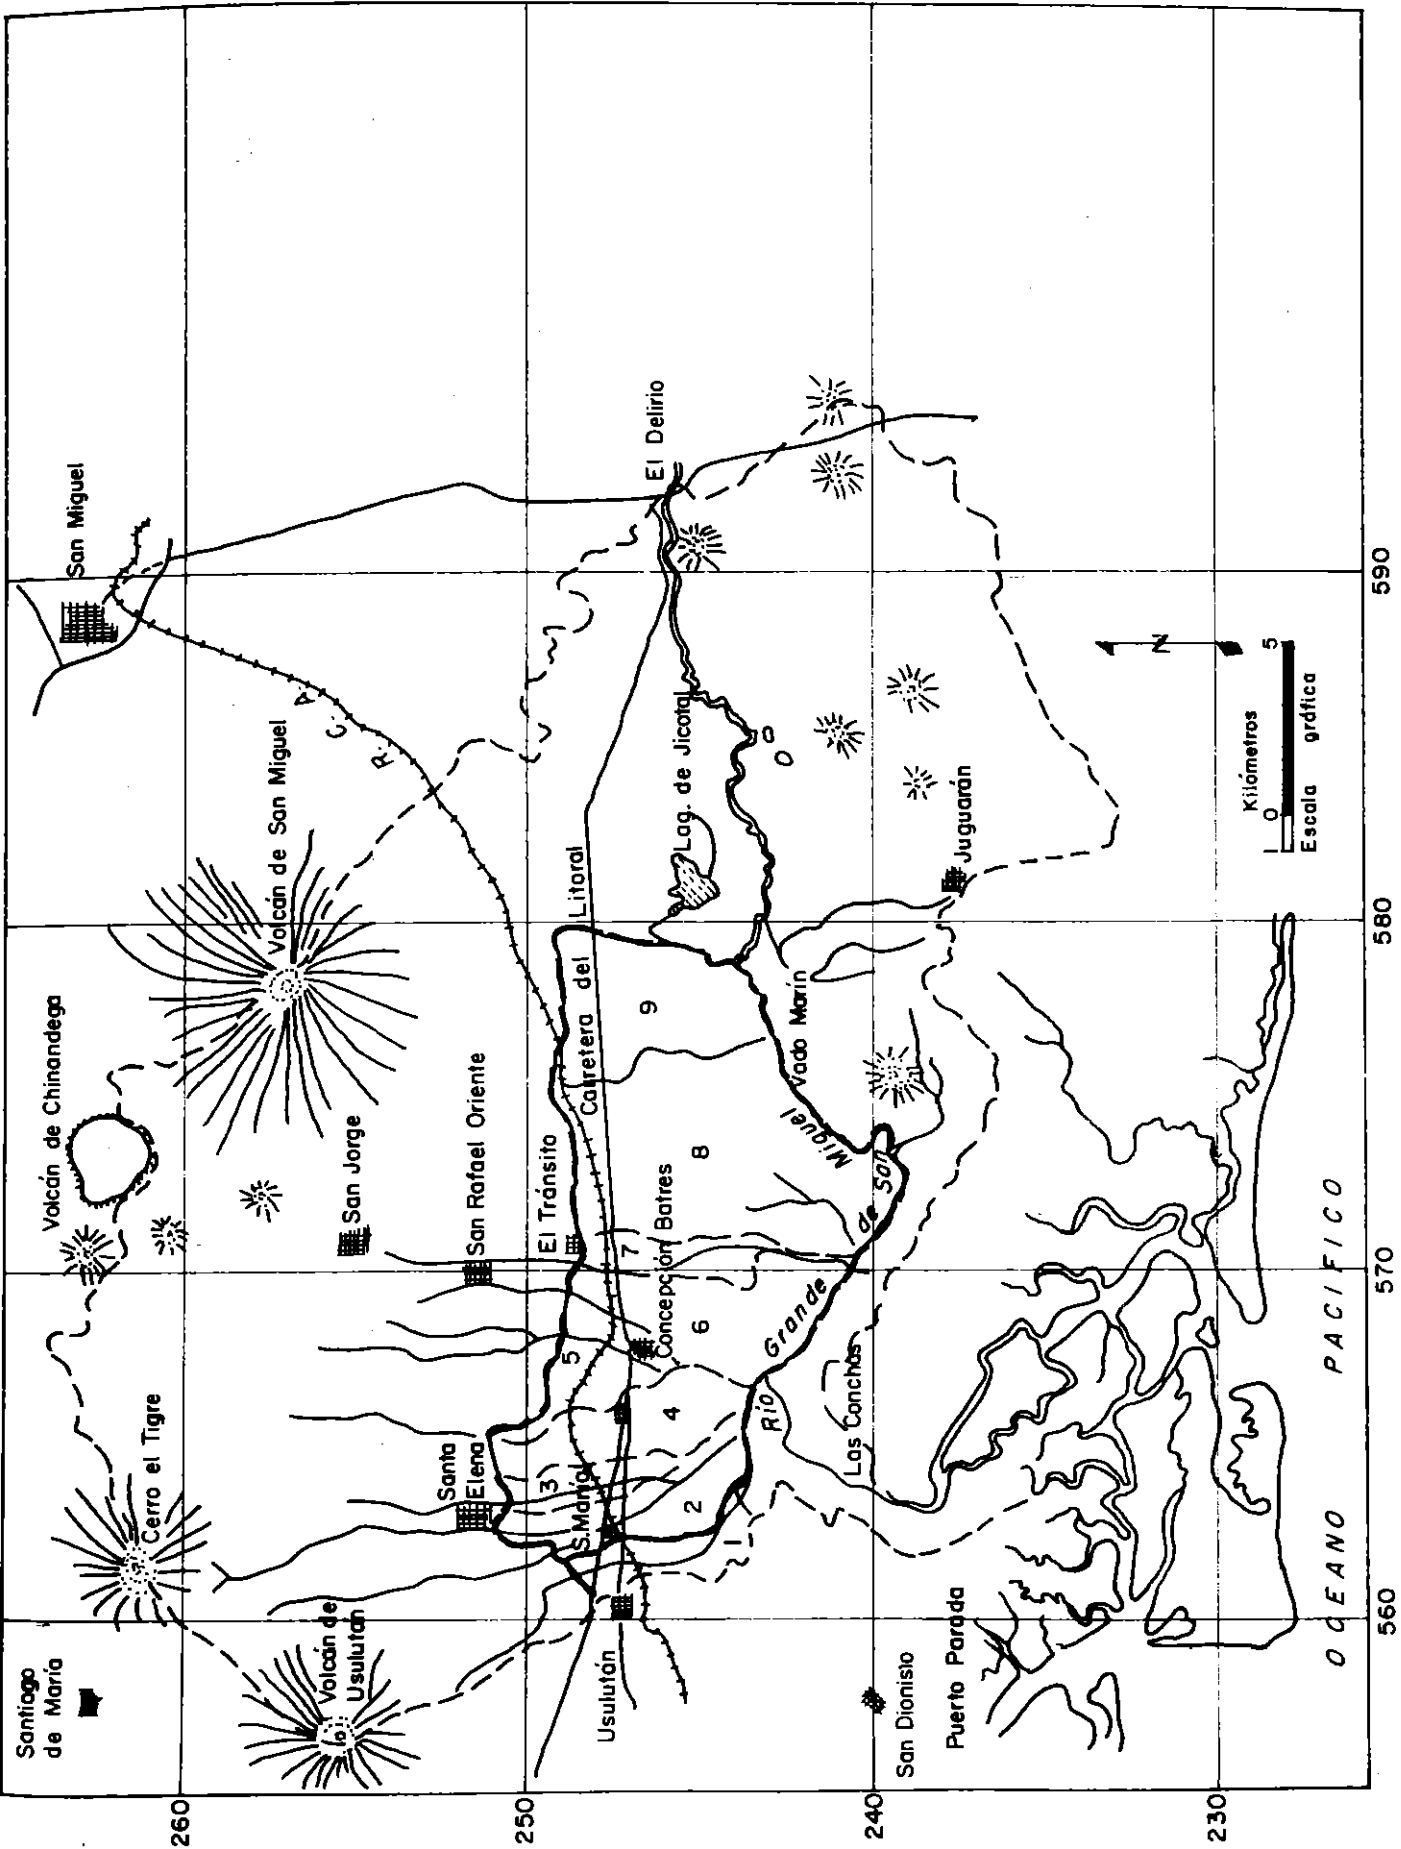 Santiago
de María
Cerro el Tigre
Volcán de Chinandega
San Miguel
260
Volcán de
Usulután
San Jorge
Volcán de San Miguel
R. C. A.
Santa
Elena
San Rafael Oriente
250
El Tránsito
Carretera del Litoral
Usulután
S. María
Concepción Batres
Lag. de Jicotal
El Delirio
1
2
3
4
5
6
7
8
9
Río Grande de San Miguel
Vado Marín
Las Conchas
240
San Dionisio
Puerto Parada
Juguarán
N
230
Kilómetros
1 0 5
Escala gráfica
OCEANO PACIFICO
560
570
580
590